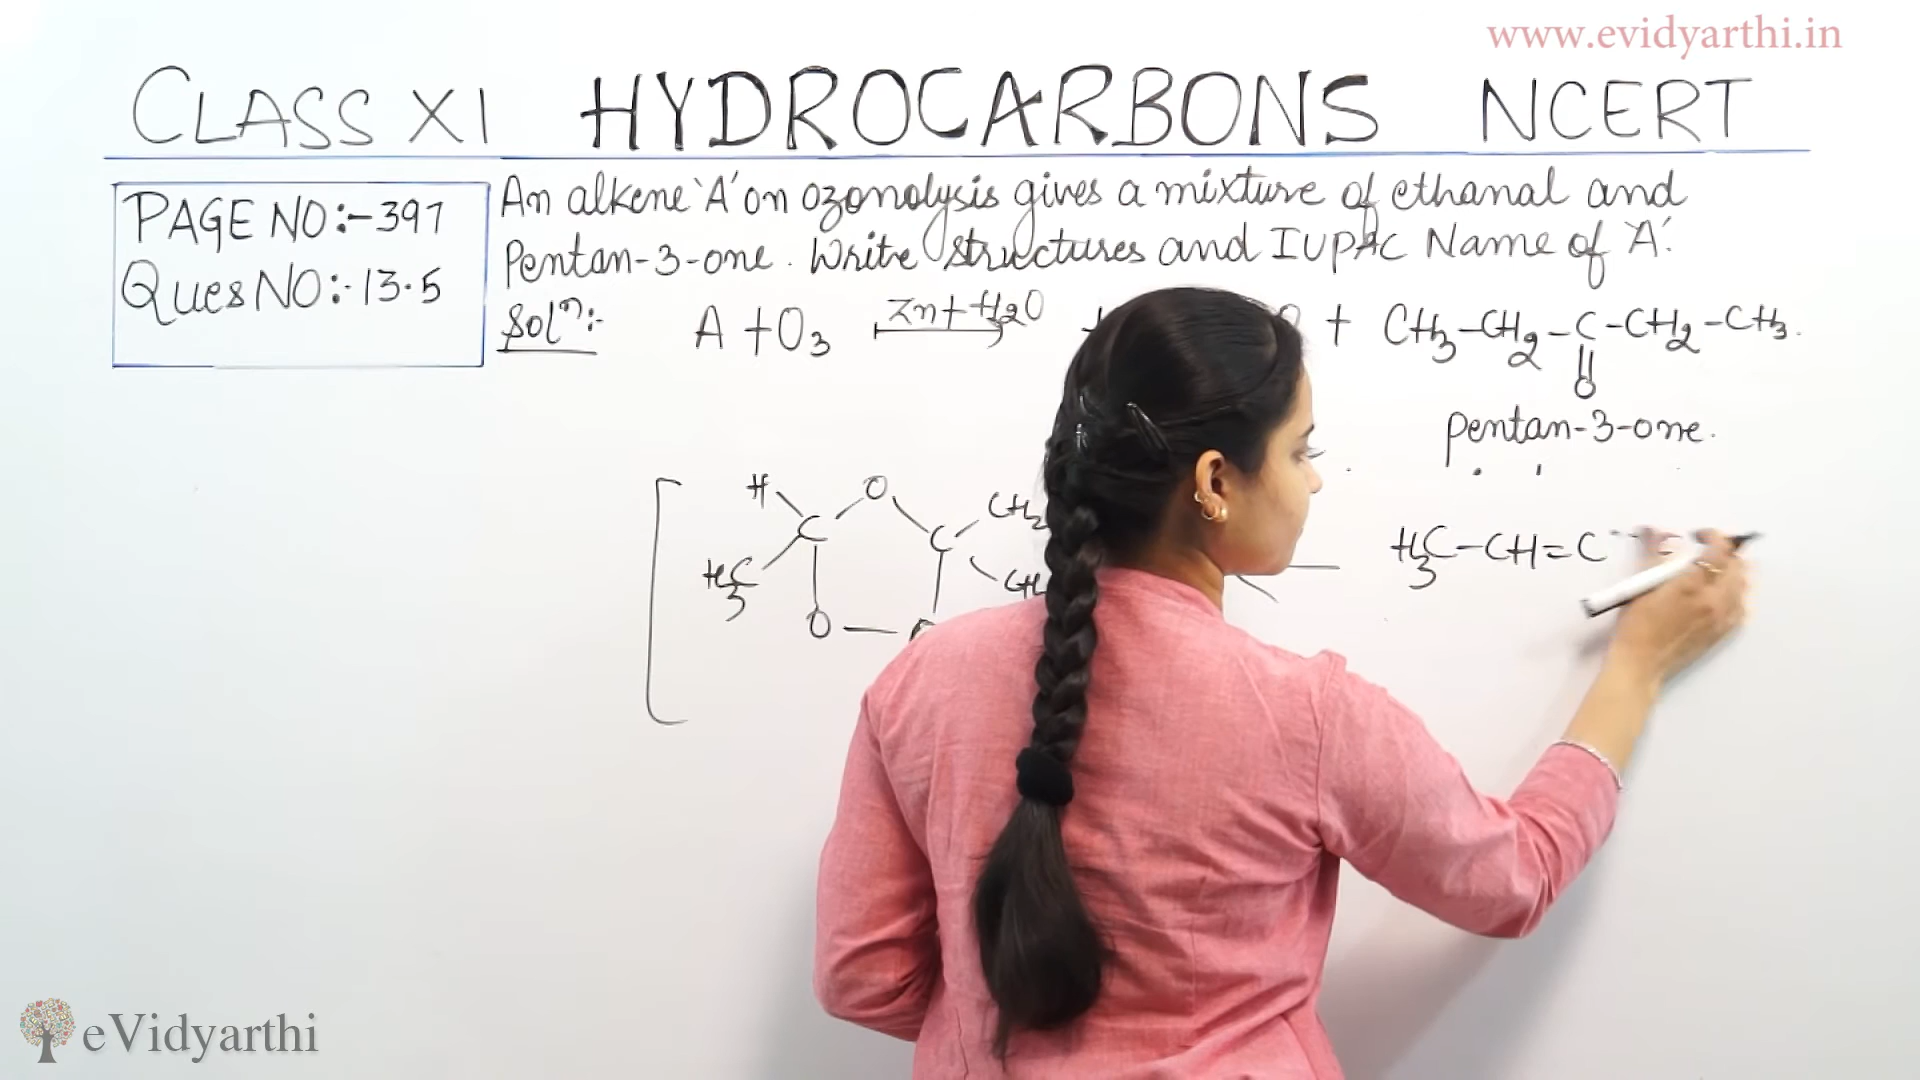 www.evidyarthi.in
CLASS XI HYDROCARBONS NCERT
PAGE NO:-397
Ques NO:-13.5
An alkene 'A' on ozonolysis gives a mixture of ethanal and
Pentan-3-one. Write structures and IUPAC Name of 'A'.
Solⁿ:- A + O3 Zn + H2O + CH3-CH2-C-CH2-CH3.
O
Pentan-3-one.
H O CH2
C C
H3C CH
O
H3C-CH=C
eVidyarthi